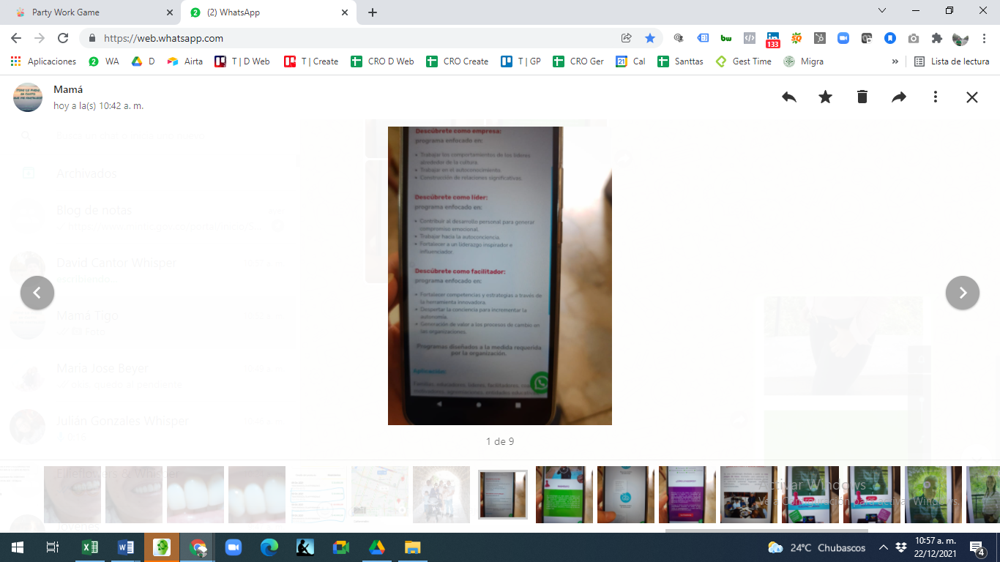 Party Work Game
(2) WhatsApp
https://web.whatsapp.com
133
Aplicaciones
WA
D
Airta
T | D Web
T | Create
CRO D Web
CRO Create
T | GP
CRO Ger
21
Cal
Santtas
Gest Time
Migra
»
Lista de lectura
Mamá
hoy a la(s) 10:42 a. m.
Archivados
Blog de notas
David Cantor Whisper
escribiendo...
Mamá Tigo
Foto
Maria José Beyer
Julián Gonzales Whisper
Jóvenes
Descúbrete como empresa:
programa enfocado en:
• Trabajar los comportamientos de los líderes
alrededor de la cultura.
• Trabajar en el autoconocimiento
• Construcción de relaciones significativas.
Descúbrete como líder:
programa enfocado en:
• Contribuir al desarrollo personal para generar
compromiso emocional.
• Trabajar hacia la autoconciencia.
• Fortalecer a un liderazgo inspirador e
influenciador.
Descúbrete como facilitador:
programa enfocado en:
• Fortalecer competencias y estrategias a través de
la herramienta innovadora.
• Despertar la conciencia para incrementar la
autonomía.
• Generación de valor a los procesos de cambio en
las organizaciones.
Programas diseñados a la medida requerida
por la organización.
Aplicación:
Familias, educadores, líderes, facilitadores,
1 de 9
Activar Windows
Ve a Configuración para activar Windows.
24°C Chubascos
10:57 a. m.
22/12/2021
4